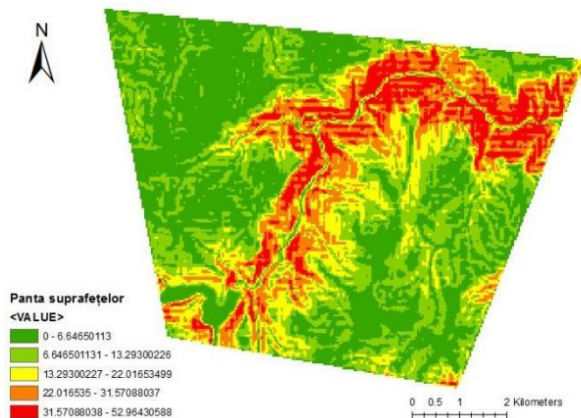 N
Panta suprafețelor
<VALUE>
0 - 6.64650113
6.646501131 - 13.29300226
13.29300227 - 22.01653499
22.016535 - 31.57088037
31.57088038 - 52.96430588
0 0.5 1 2 Kilometers